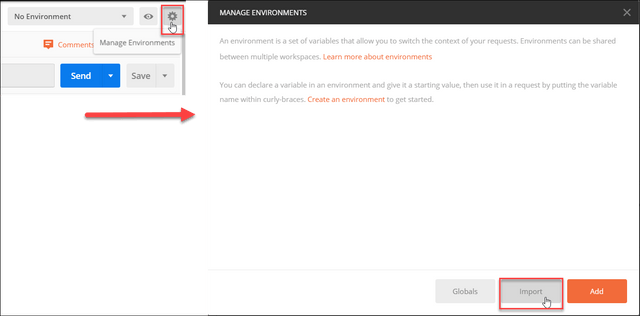 No Environment
Comments
Manage Environments
Send
Save
MANAGE ENVIRONMENTS
An environment is a set of variables that allow you to switch the context of your requests. Environments can be shared
between multiple workspaces. Learn more about environments
You can declare a variable in an environment and give it a starting value, then use it in a request by putting the variable
name within curly-braces. Create an environment to get started.
Globals
Import
Add